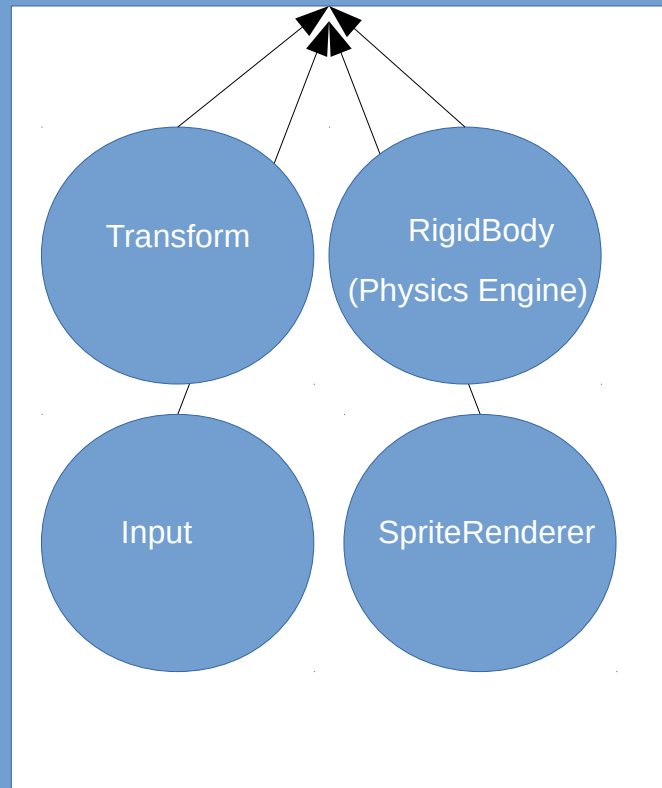 Transform
RigidBody
(Physics Engine)
Input
SpriteRenderer